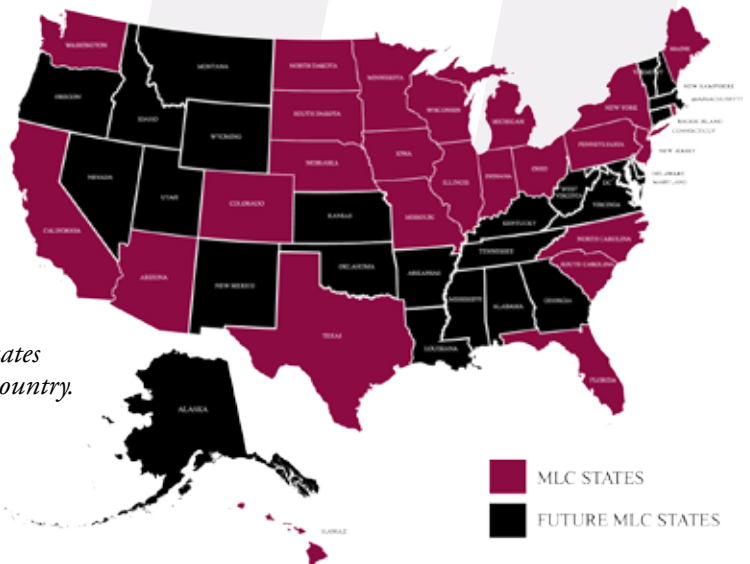 WASHINGTON
OREGON
CALIFORNIA
NEVADA
IDAHO
MONTANA
WYOMING
UTAH
ARIZONA
COLORADO
NEW MEXICO
NORTH DAKOTA
SOUTH DAKOTA
NEBRASKA
KANSAS
OKLAHOMA
TEXAS
MINNESOTA
IOWA
MISSOURI
ARKANSAS
LOUISIANA
WISCONSIN
ILLINOIS
MICHIGAN
INDIANA
OHIO
KENTUCKY
TENNESSEE
MISSISSIPPI
ALABAMA
GEORGIA
FLORIDA
SOUTH CAROLINA
NORTH CAROLINA
VIRGINIA
WEST
VIRGINIA
DC
PENNSYLVANIA
NEW YORK
VERMONT
MAINE
NEW HAMPSHIRE
MASSACHUSETTS
RHODE ISLAND
CONNECTICUT
NEW JERSEY
DELAWARE
MARYLAND
ates
ountry.
ALASKA
HAWAII
MLC STATES
FUTURE MLC STATES